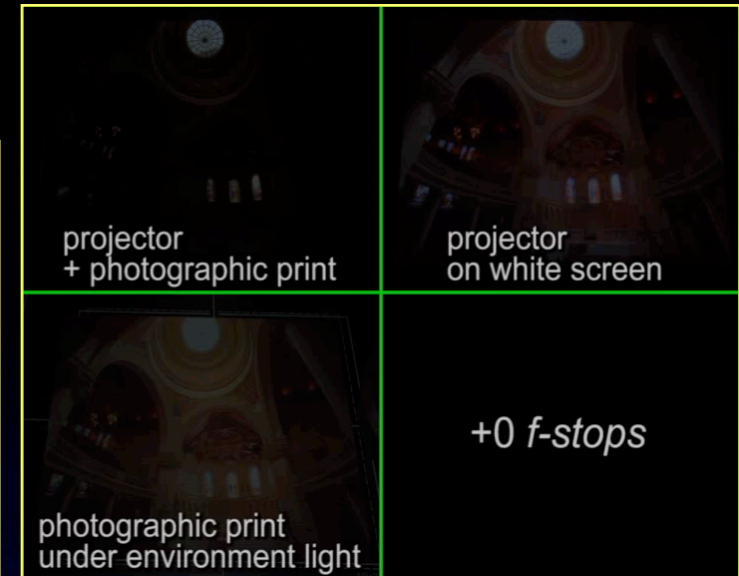 projector
+ photographic print
projector
on white screen
photographic print
under environment light
+0 f-stops